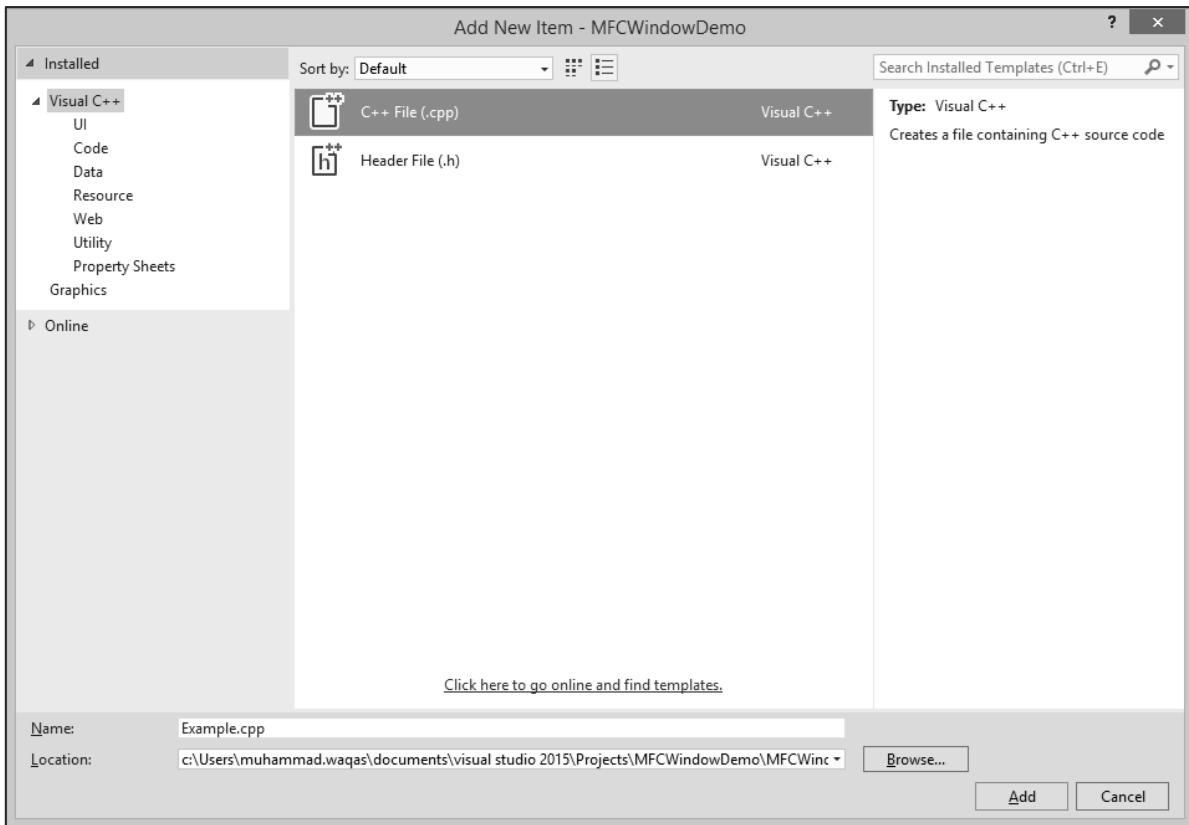 Add New Item - MFCWindowDemo
?
Installed
Visual C++
UI
Code
Data
Resource
Web
Utility
Property Sheets
Graphics
Online
Sort by: Default
C++ File (.cpp) Visual C++
Header File (.h) Visual C++
Click here to go online and find templates.
Search Installed Templates (Ctrl+E)
Type: Visual C++
Creates a file containing C++ source code
Name: Example.cpp
Location: c:\Users\muhammad.waqas\documents\visual studio 2015\Projects\MFCWindowDemo\MFCWinc
Browse...
Add Cancel